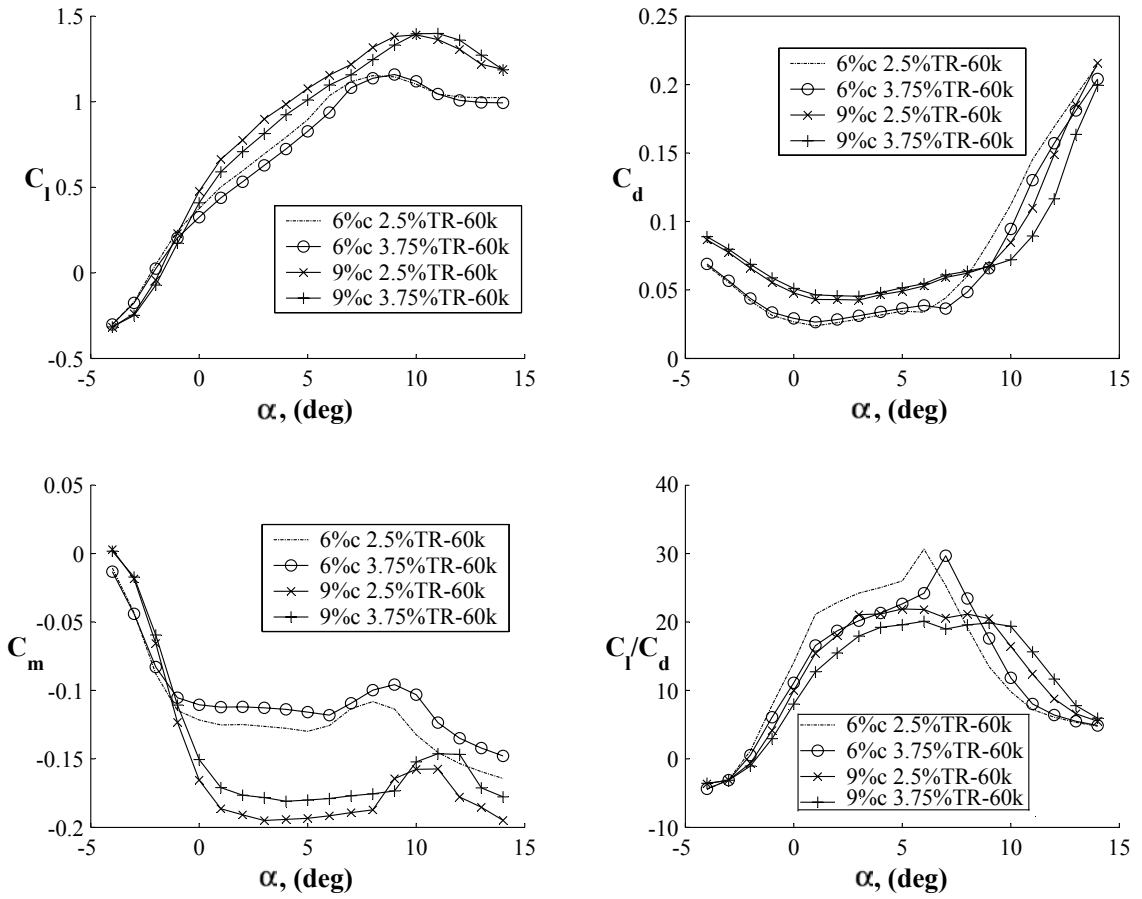 1.5
1
0.5
0
-0.5
-5
0
5
10
15
C_l
α, (deg)
6%c 2.5%TR-60k
6%c 3.75%TR-60k
9%c 2.5%TR-60k
9%c 3.75%TR-60k
0.25
0.2
0.15
0.1
0.05
0
-5
0
5
10
15
C_d
α, (deg)
6%c 2.5%TR-60k
6%c 3.75%TR-60k
9%c 2.5%TR-60k
9%c 3.75%TR-60k
0.05
0
-0.05
-0.1
-0.15
-0.2
-5
0
5
10
15
C_m
α, (deg)
6%c 2.5%TR-60k
6%c 3.75%TR-60k
9%c 2.5%TR-60k
9%c 3.75%TR-60k
40
30
20
10
0
-10
-5
0
5
10
15
C_l/C_d
α, (deg)
6%c 2.5%TR-60k
6%c 3.75%TR-60k
9%c 2.5%TR-60k
9%c 3.75%TR-60k